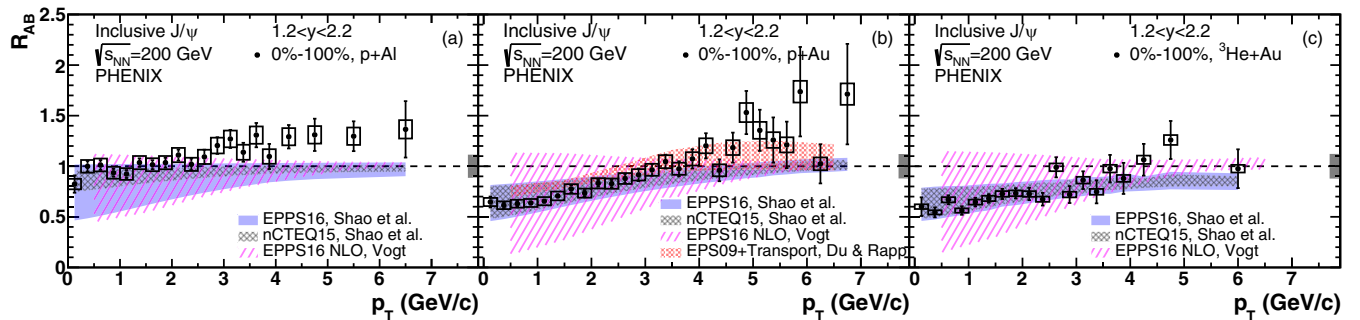 R_AB
2.5
2
1.5
1
0.5
0
Inclusive J/ψ 1.2<y<2.2 (a)
√s_NN=200 GeV • 0%-100%, p+Al
PHENIX
EPPS16, Shao et al.
nCTEQ15, Shao et al.
EPPS16 NLO, Vogt
0 1 2 3 4 5 6 7
p_T (GeV/c)
Inclusive J/ψ 1.2<y<2.2 (b)
√s_NN=200 GeV • 0%-100%, p+Au
PHENIX
EPPS16, Shao et al.
nCTEQ15, Shao et al.
EPPS16 NLO, Vogt
EPS09+Transport, Du & Rapp
0 1 2 3 4 5 6 7
p_T (GeV/c)
Inclusive J/ψ 1.2<y<2.2 (c)
√s_NN=200 GeV • 0%-100%, ³He+Au
PHENIX
EPPS16, Shao et al.
nCTEQ15, Shao et al.
EPPS16 NLO, Vogt
0 1 2 3 4 5 6 7
p_T (GeV/c)